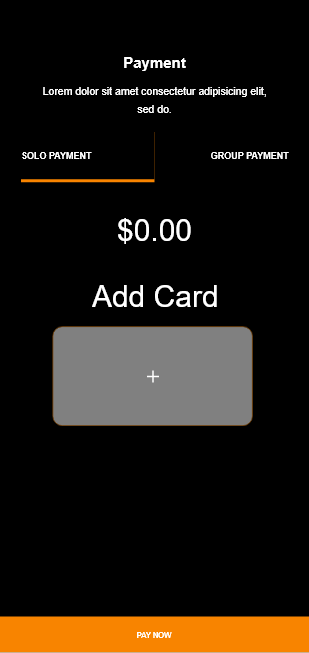 Payment
Lorem dolor sit amet consectetur adipisicing elit,
sed do.
SOLO PAYMENT
GROUP PAYMENT
$0.00
Add Card
+
PAY NOW